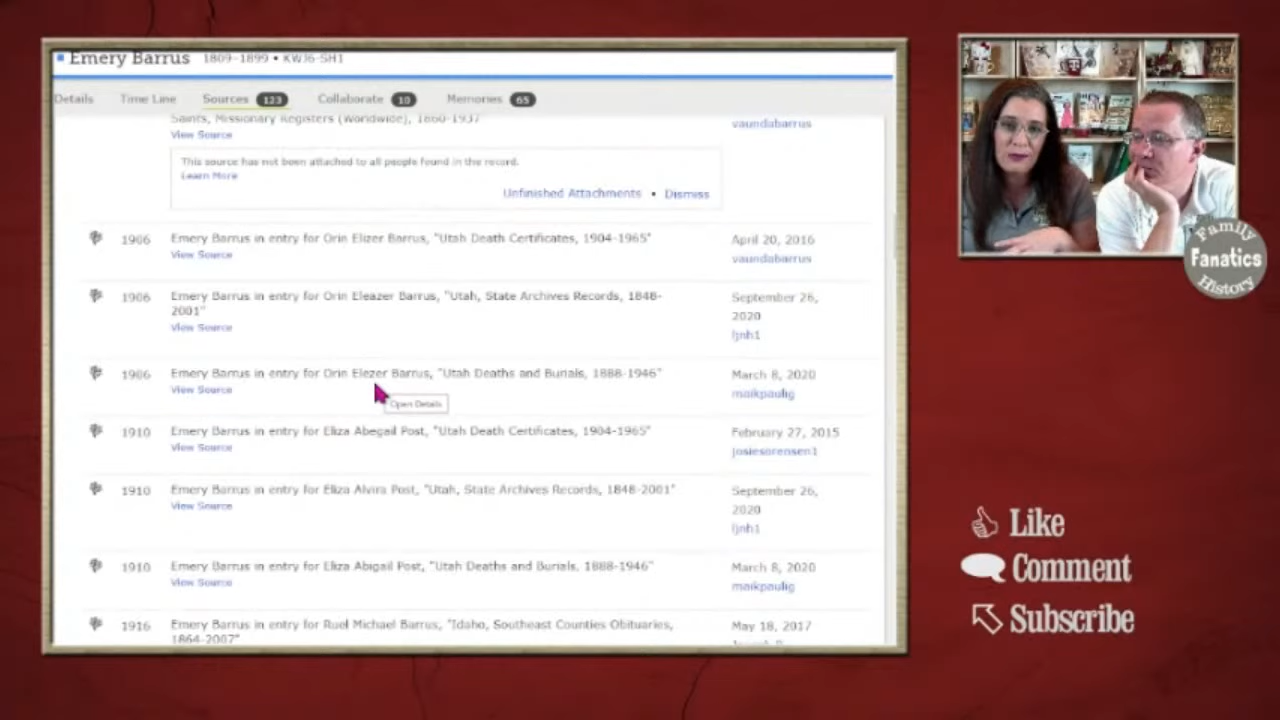 Emery Barrus 1809–1899 • KWJ6-SH1
Details Time Line Sources 123 Collaborate 10 Memories 65
Saints, Missionary Registers (Worldwide), 1860-1937
vaundabarrus
View Source
This source has not been attached to all people found in the record.
Learn More
Unfinished Attachments • Dismiss
1906 Emery Barrus in entry for Orin Elizer Barrus, "Utah Death Certificates, 1904-1965" April 20, 2016
View Source vaundabarrus
1906 Emery Barrus in entry for Orin Eleazer Barrus, "Utah, State Archives Records, 1848- September 26,
2001" 2020
View Source ljnh1
1906 Emery Barrus in entry for Orin Elezer Barrus, "Utah Deaths and Burials, 1888-1946" March 8, 2020
View Source maikpaulig
Open Details
1910 Emery Barrus in entry for Eliza Abegail Post, "Utah Death Certificates, 1904-1965" February 27, 2015
View Source josiesorensen1
1910 Emery Barrus in entry for Eliza Alvira Post, "Utah, State Archives Records, 1848-2001" September 26,
View Source 2020
ljnh1
1910 Emery Barrus in entry for Eliza Abigail Post, "Utah Deaths and Burials, 1888-1946" March 8, 2020
View Source maikpaulig
1916 Emery Barrus in entry for Ruel Michael Barrus, "Idaho, Southeast Counties Obituaries, May 18, 2017
1864-2007"
Family
Fanatics
History
Like
Comment
Subscribe